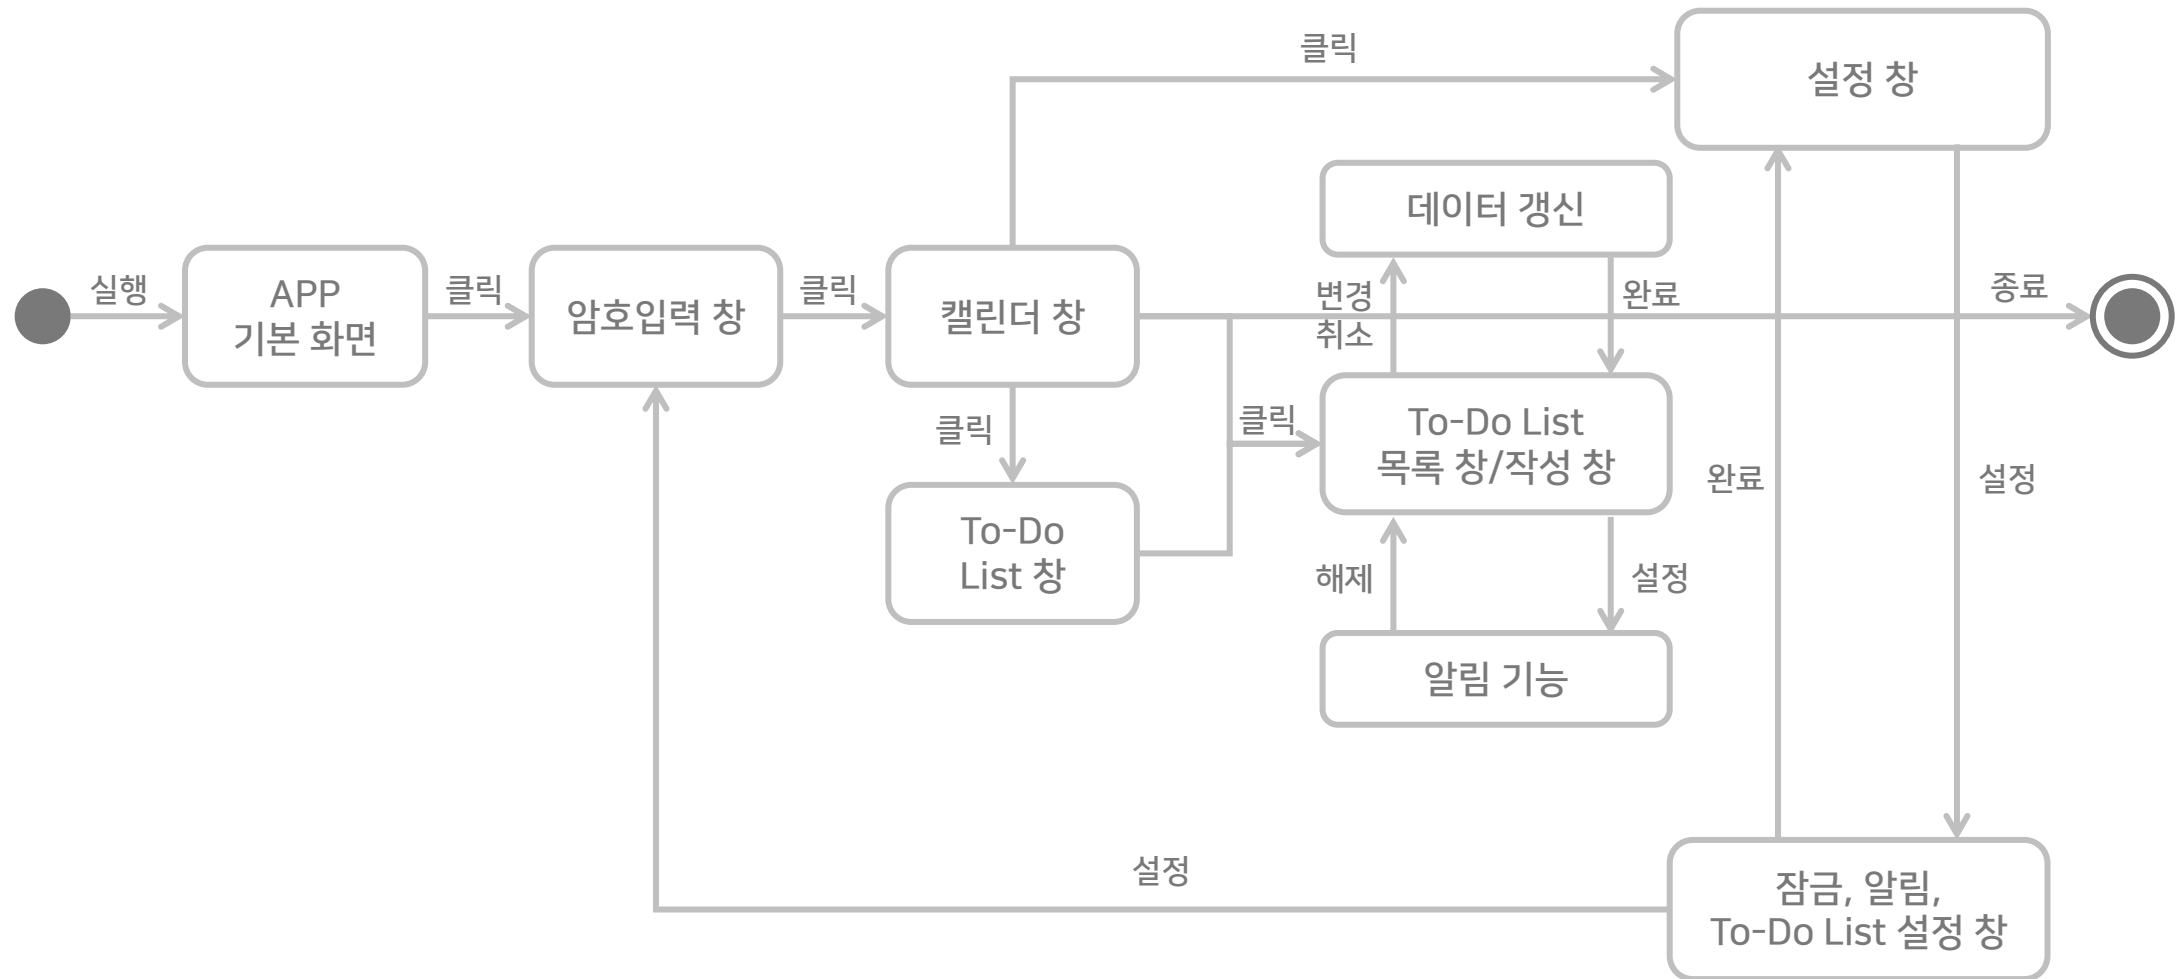 클릭
설정 창
데이터 갱신
실행
APP
기본 화면
클릭
암호입력 창
클릭
캘린더 창
변경
취소
완료
종료
클릭
클릭
To-Do List
목록 창/작성 창
완료
설정
To-Do
List 창
해제
설정
알림 기능
설정
잠금, 알림,
To-Do List 설정 창